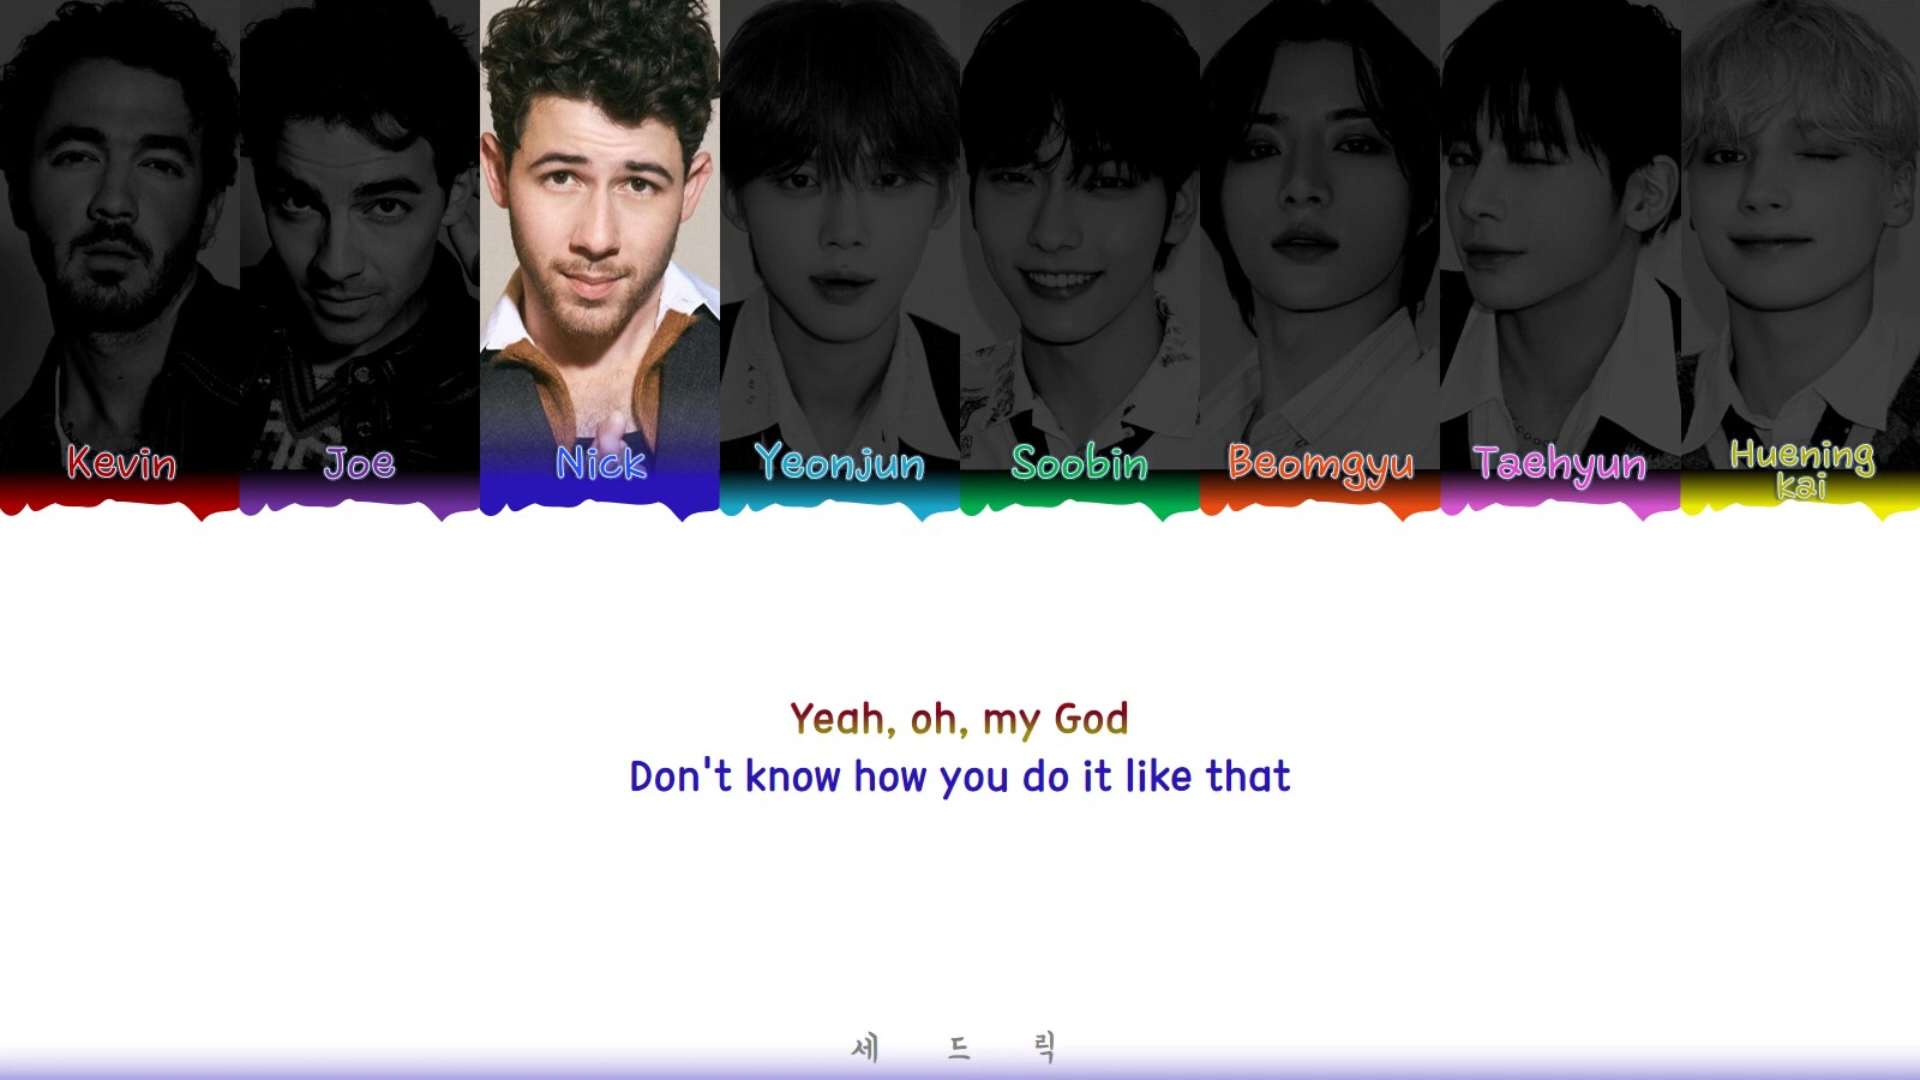 Kevin
Joe
Nick
Yeonjun
Soobin
Beomgyu
Taehyun
Huening
kai
Yeah, oh, my God
Don't know how you do it like that
세 드 릭